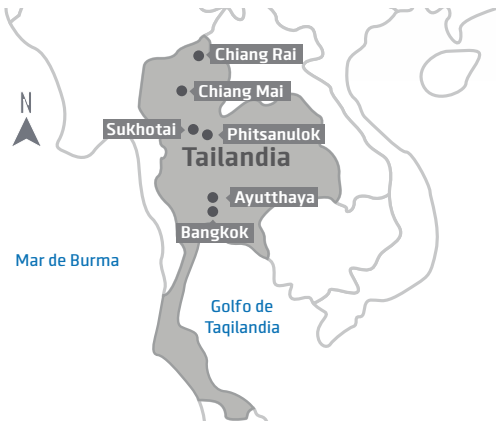 Chiang Rai
Chiang Mai
N
Sukhotai
Phitsanulok
Tailandia
Ayutthaya
Bangkok
Mar de Burma
Golfo de
Taqilandia